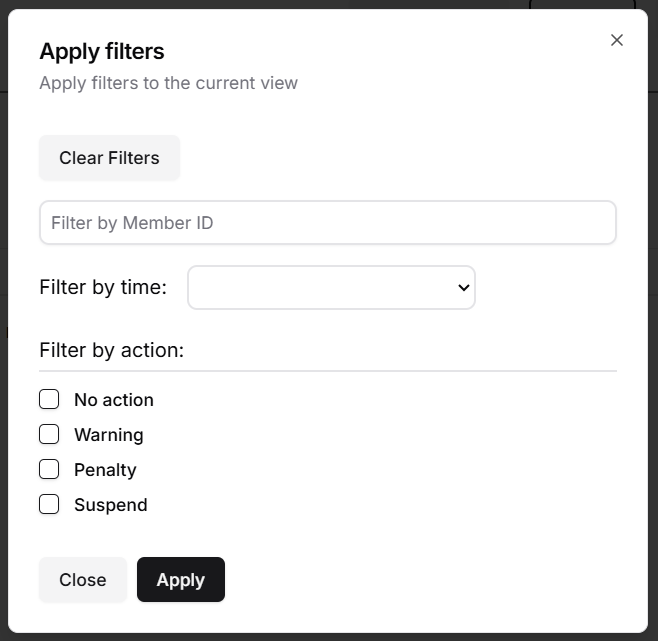 Apply filters
Apply filters to the current view
Clear Filters
Filter by Member ID
Filter by time:
Filter by action:
No action
Warning
Penalty
Suspend
Close Apply